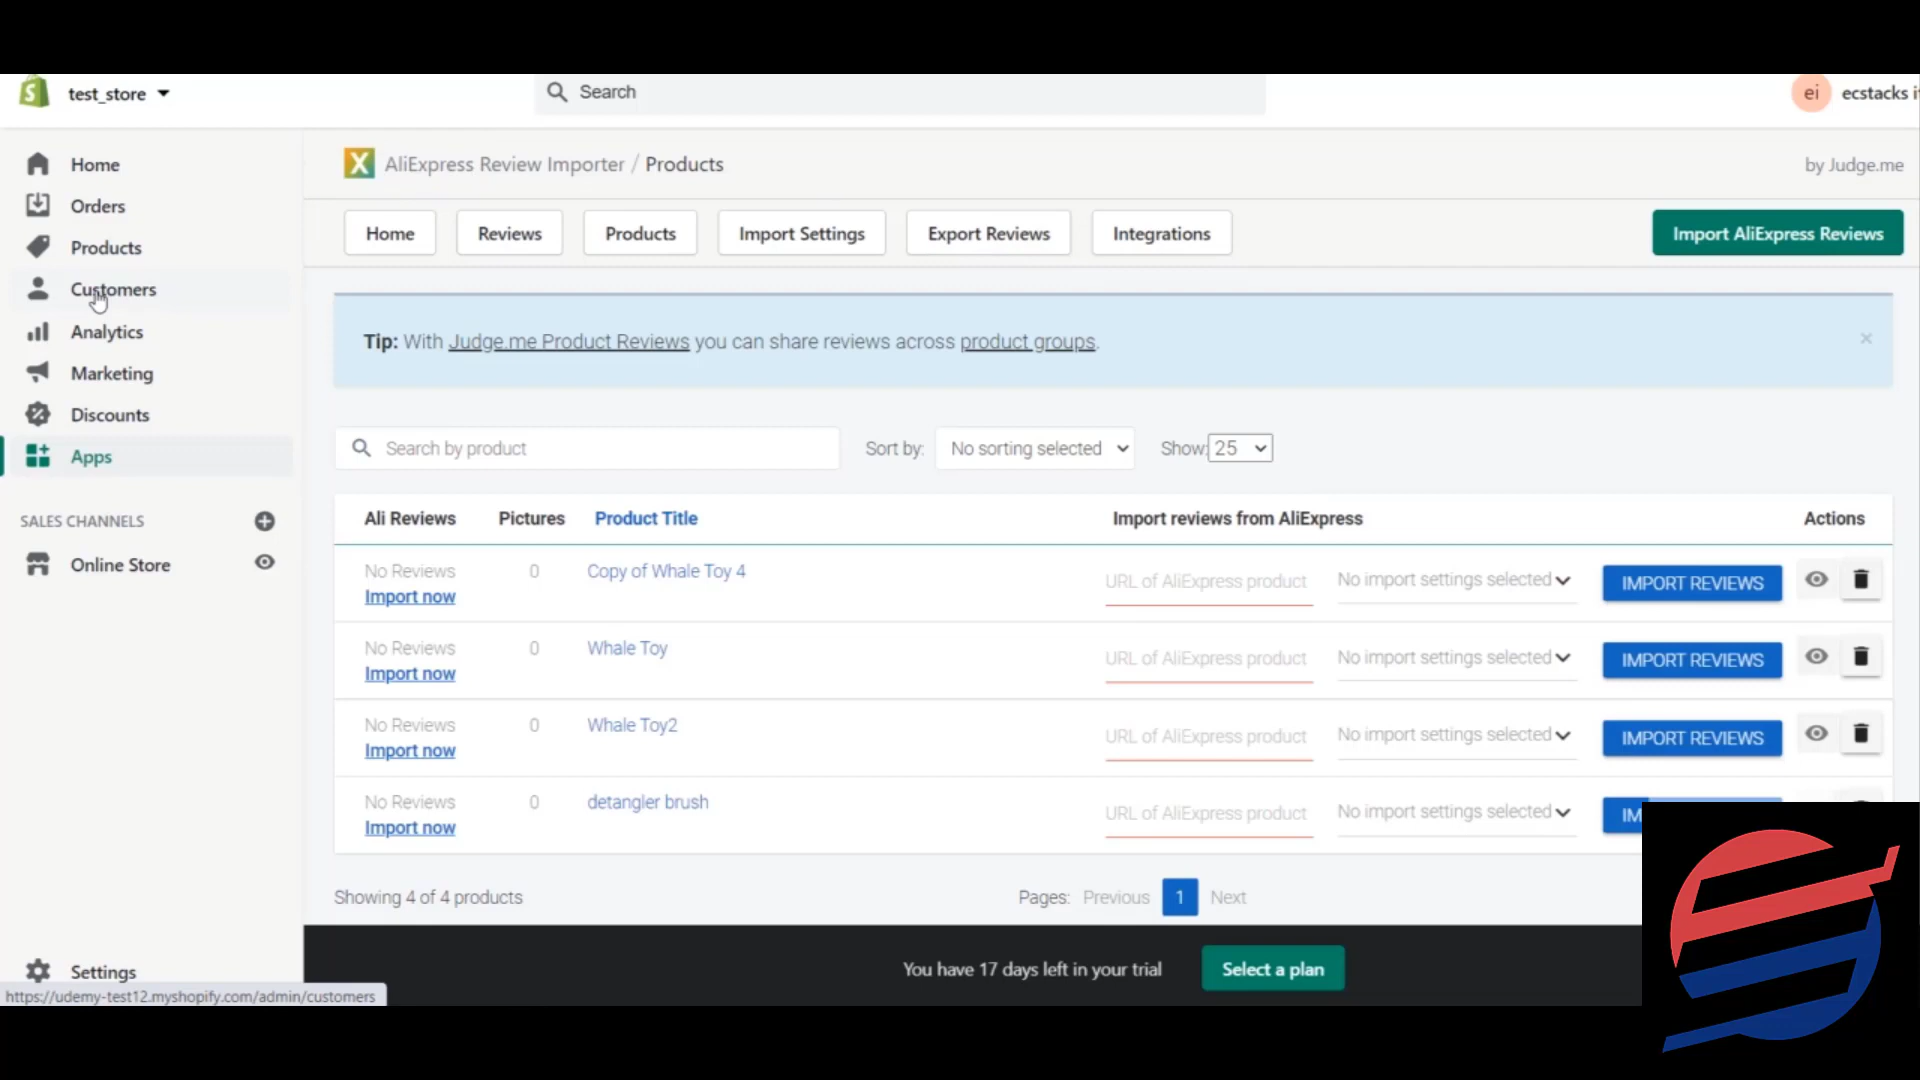 test_store
Search
ei
ecstacks
Home
Orders
Products
Customers
Analytics
Marketing
Discounts
Apps
SALES CHANNELS
Online Store
Settings
https://udemy-test12.myshopify.com/admin/customers
AliExpress Review Importer / Products
by Judge.me
Home
Reviews
Products
Import Settings
Export Reviews
Integrations
Import AliExpress Reviews
Tip: With Judge.me Product Reviews you can share reviews across product groups.
×
Search by product
Sort by:
No sorting selected
Show:
25
Ali Reviews
Pictures
Product Title
Import reviews from AliExpress
Actions
No Reviews
Import now
0
Copy of Whale Toy 4
URL of AliExpress product
No import settings selected
IMPORT REVIEWS
No Reviews
Import now
0
Whale Toy
URL of AliExpress product
No import settings selected
IMPORT REVIEWS
No Reviews
Import now
0
Whale Toy2
URL of AliExpress product
No import settings selected
IMPORT REVIEWS
No Reviews
Import now
0
detangler brush
URL of AliExpress product
No import settings selected
IM
Showing 4 of 4 products
Pages:
Previous
1
Next
You have 17 days left in your trial
Select a plan